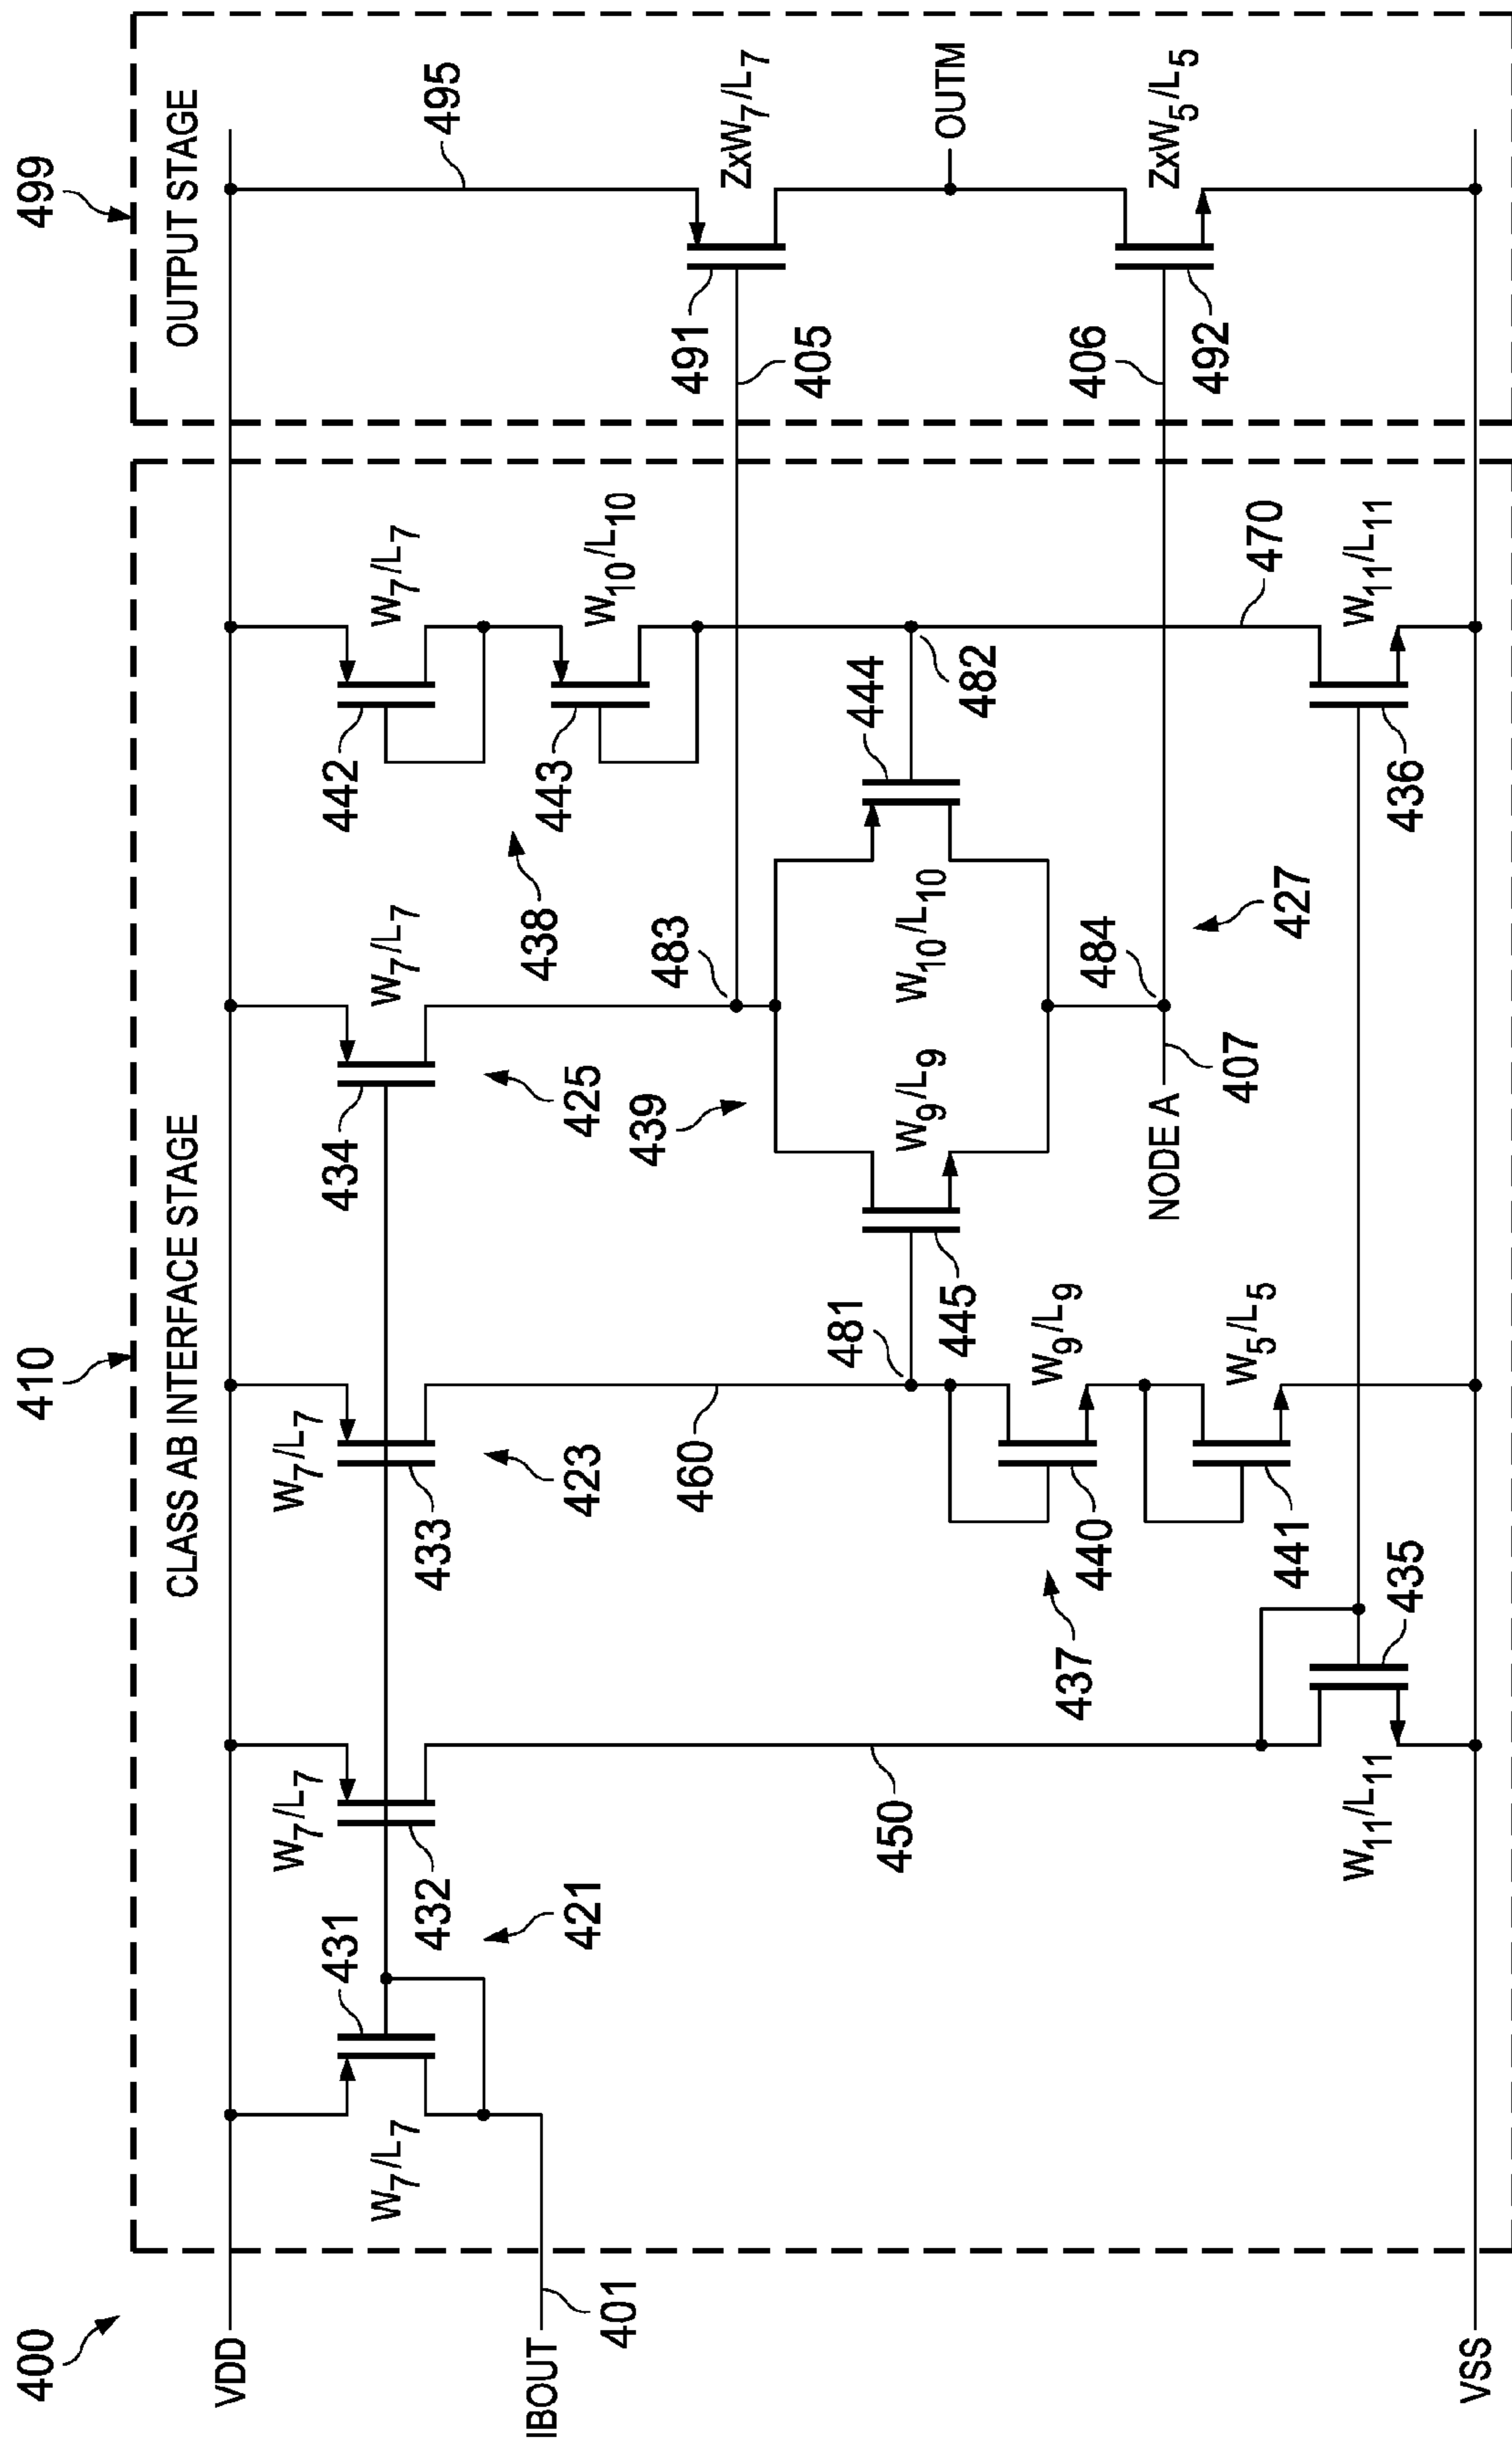 400
410
499
CLASS AB INTERFACE STAGE
OUTPUT STAGE
VDD
IBOUT
401
VSS
431
W7/L7
432
W7/L7
421
433
W7/L7
423
434
W7/L7
425
442
W7/L7
443
W10/L10
438
495
491
ZxW7/L7
405
OUTM
406
492
ZxW5/L5
450
460
481
445
W9/L9
439
483
444
W10/L10
482
484
427
407
NODE A
470
440
W9/L9
441
W5/L5
437
435
W11/L11
436
W11/L11